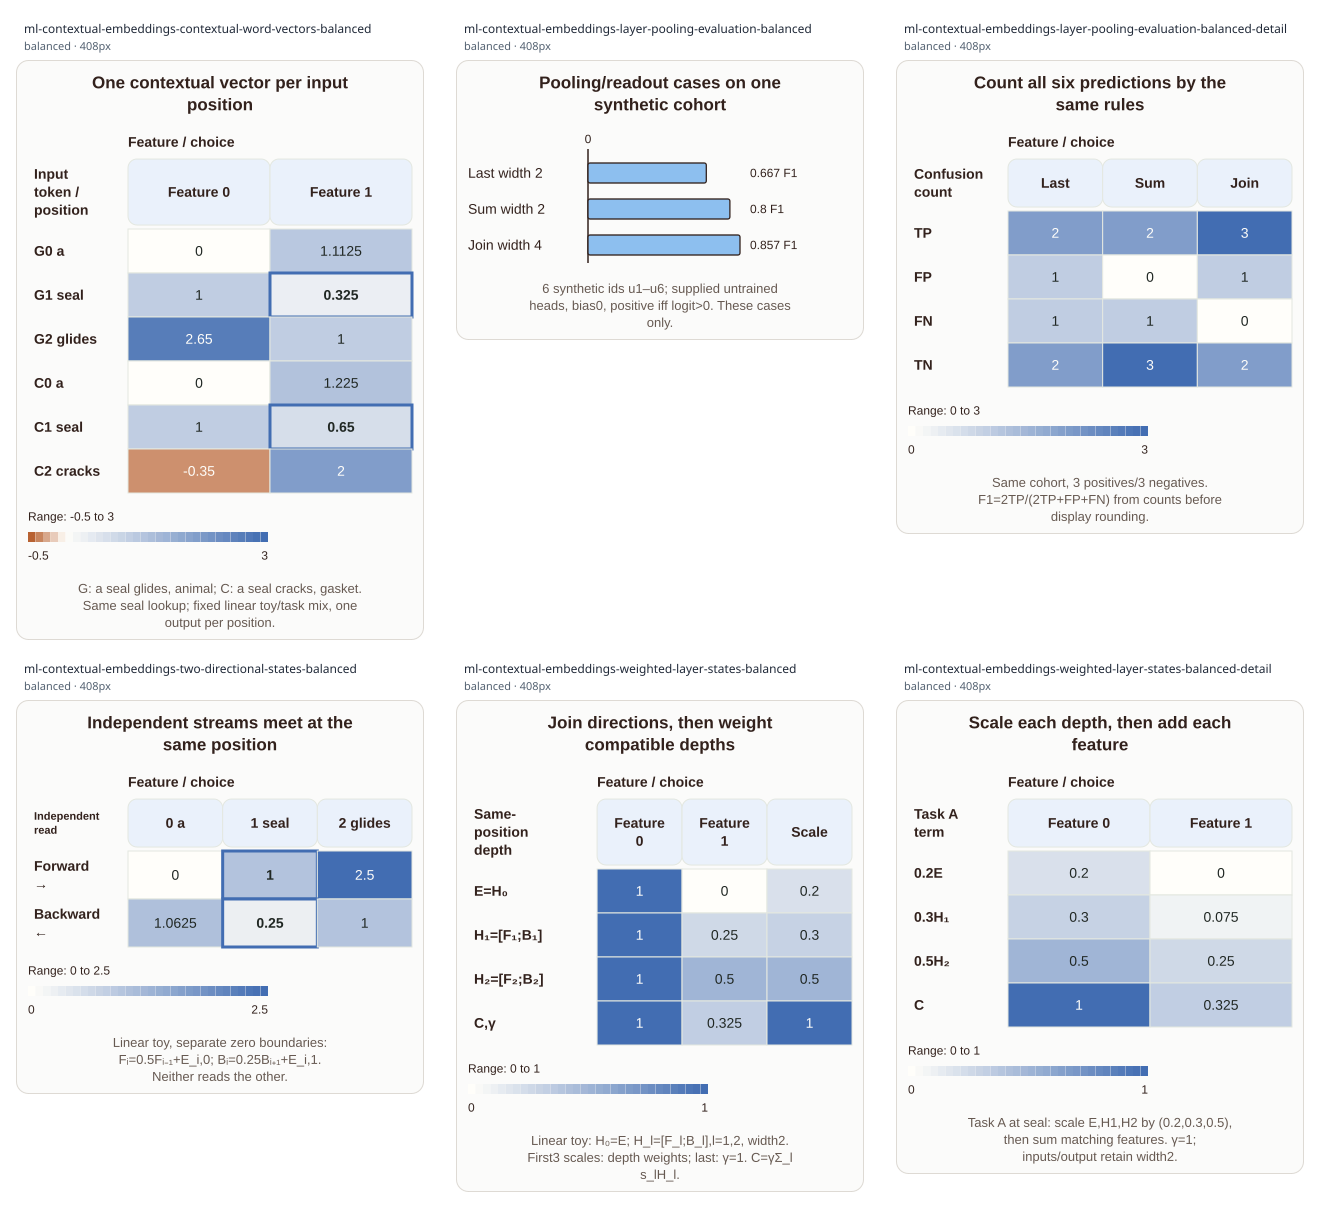 ml-contextual-embeddings-contextual-word-vectors-balanced
balanced · 408px
One contextual vector per input
position
Feature / choice
Input
token /
position
Feature 0
Feature 1
G0 a
0
1.1125
G1 seal
1
0.325
G2 glides
2.65
1
C0 a
0
1.225
C1 seal
1
0.65
C2 cracks
-0.35
2
Range: -0.5 to 3
-0.5
3
G: a seal glides, animal; C: a seal cracks, gasket.
Same seal lookup; fixed linear toy/task mix, one
output per position.
ml-contextual-embeddings-layer-pooling-evaluation-balanced
balanced · 408px
Pooling/readout cases on one
synthetic cohort
0
Last width 2
0.667 F1
Sum width 2
0.8 F1
Join width 4
0.857 F1
6 synthetic ids u1–u6; supplied untrained
heads, bias0, positive iff logit>0. These cases
only.
ml-contextual-embeddings-layer-pooling-evaluation-balanced-detail
balanced · 408px
Count all six predictions by the
same rules
Feature / choice
Confusion
count
Last
Sum
Join
TP
2
2
3
FP
1
0
1
FN
1
1
0
TN
2
3
2
Range: 0 to 3
0
3
Same cohort, 3 positives/3 negatives.
F1=2TP/(2TP+FP+FN) from counts before
display rounding.
ml-contextual-embeddings-two-directional-states-balanced
balanced · 408px
Independent streams meet at the
same position
Feature / choice
Independent
read
0 a
1 seal
2 glides
Forward
→
0
1
2.5
Backward
←
1.0625
0.25
1
Range: 0 to 2.5
0
2.5
Linear toy, separate zero boundaries:
Fᵢ=0.5Fᵢ₋₁+E_i,0; Bᵢ=0.25Bᵢ₊₁+E_i,1.
Neither reads the other.
ml-contextual-embeddings-weighted-layer-states-balanced
balanced · 408px
Join directions, then weight
compatible depths
Feature / choice
Same-
position
depth
Feature
0
Feature
1
Scale
E=H₀
1
0
0.2
H₁=[F₁;B₁]
1
0.25
0.3
H₂=[F₂;B₂]
1
0.5
0.5
C,γ
1
0.325
1
Range: 0 to 1
0
1
Linear toy: H₀=E; H_l=[F_l;B_l],l=1,2, width2.
First3 scales: depth weights; last: γ=1. C=γΣ_l
s_lH_l.
ml-contextual-embeddings-weighted-layer-states-balanced-detail
balanced · 408px
Scale each depth, then add each
feature
Feature / choice
Task A
term
Feature 0
Feature 1
0.2E
0.2
0
0.3H₁
0.3
0.075
0.5H₂
0.5
0.25
C
1
0.325
Range: 0 to 1
0
1
Task A at seal: scale E,H1,H2 by (0.2,0.3,0.5),
then sum matching features. γ=1;
inputs/output retain width2.